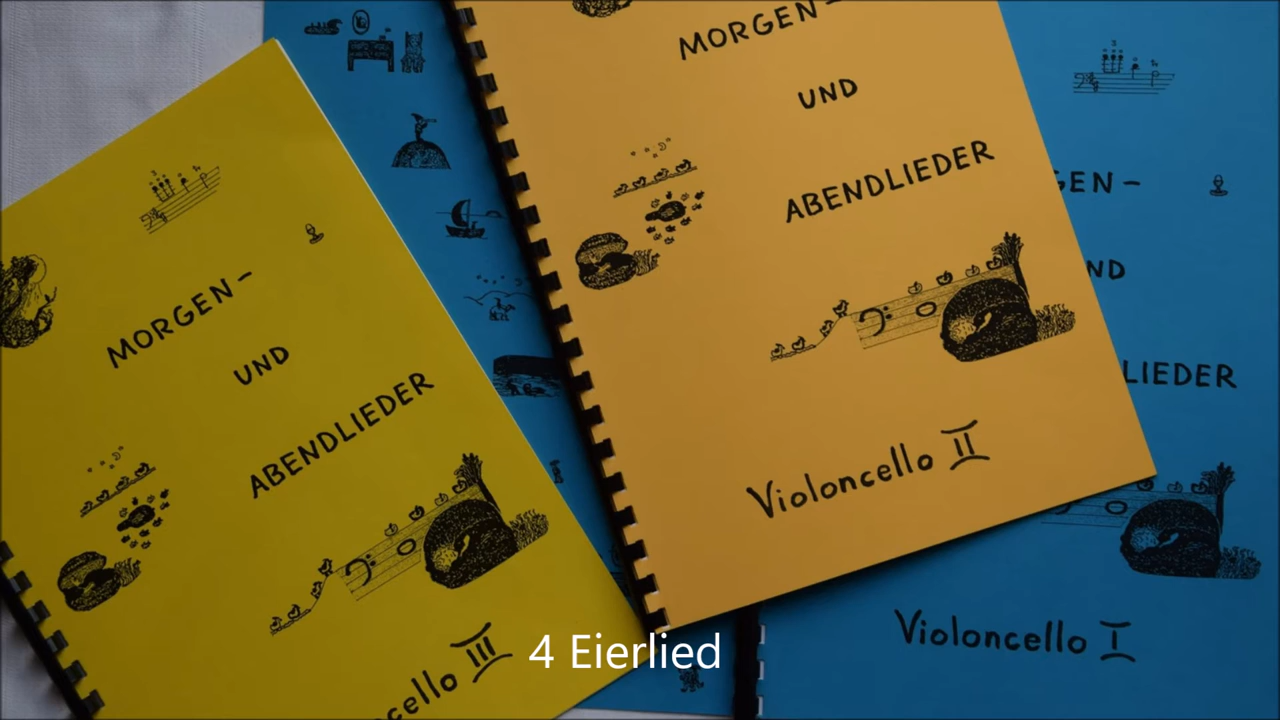 MORGEN-
UND
ABENDLIEDER
Violoncello III
MORGEN-
UND
ABENDLIEDER
Violoncello II
GEN-
ND
LIEDER
Violoncello I
4 Eierlied